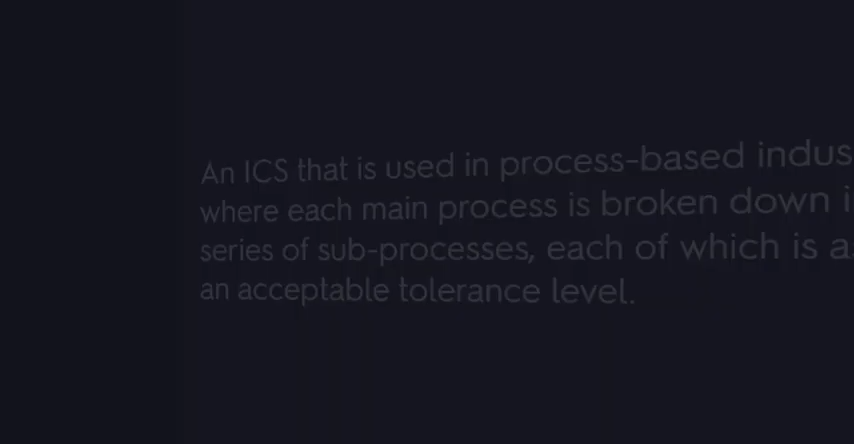 An ICS that is used in process-based indus
where each main process is broken down i
series of sub-processes, each of which is a
an acceptable tolerance level.